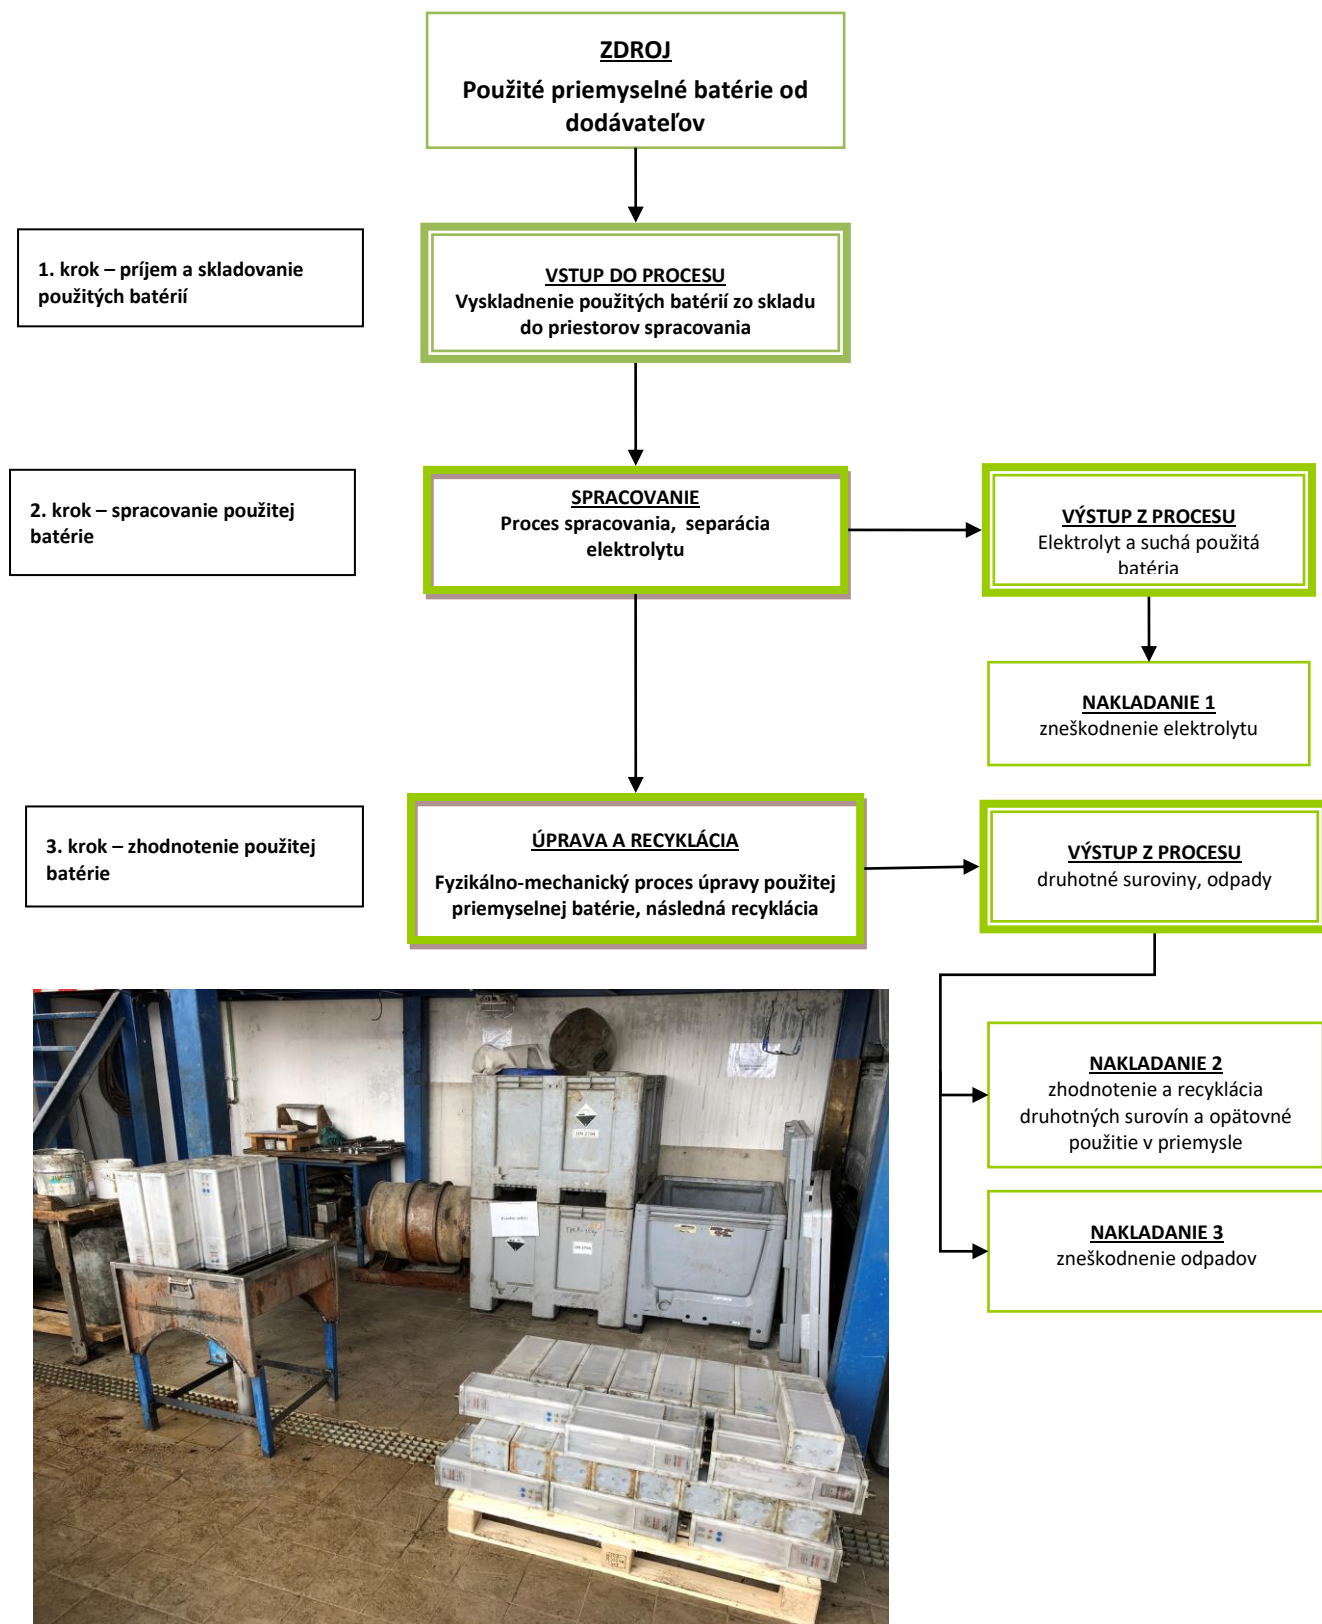 ZDROJ
Použité priemyselné batérie od
dodávateľov
1. krok – príjem a skladovanie
použitých batérií
VSTUP DO PROCESU
Vyskladnenie použitých batérií zo skladu
do priestorov spracovania
2. krok – spracovanie použitej
batérie
SPRACOVANIE
Proces spracovania, separácia
elektrolytu
VÝSTUP Z PROCESU
Elektrolyt a suchá použitá
batéria
NAKLADANIE 1
zneškodnenie elektrolytu
3. krok – zhodnotenie použitej
batérie
ÚPRAVA A RECYKLÁCIA
Fyzikálno-mechanický proces úpravy použitej
priemyselnej batérie, následná recyklácia
VÝSTUP Z PROCESU
druhotné suroviny, odpady
NAKLADANIE 2
zhodnotenie a recyklácia
druhotných surovín a opätovné
použitie v priemysle
NAKLADANIE 3
zneškodnenie odpadov